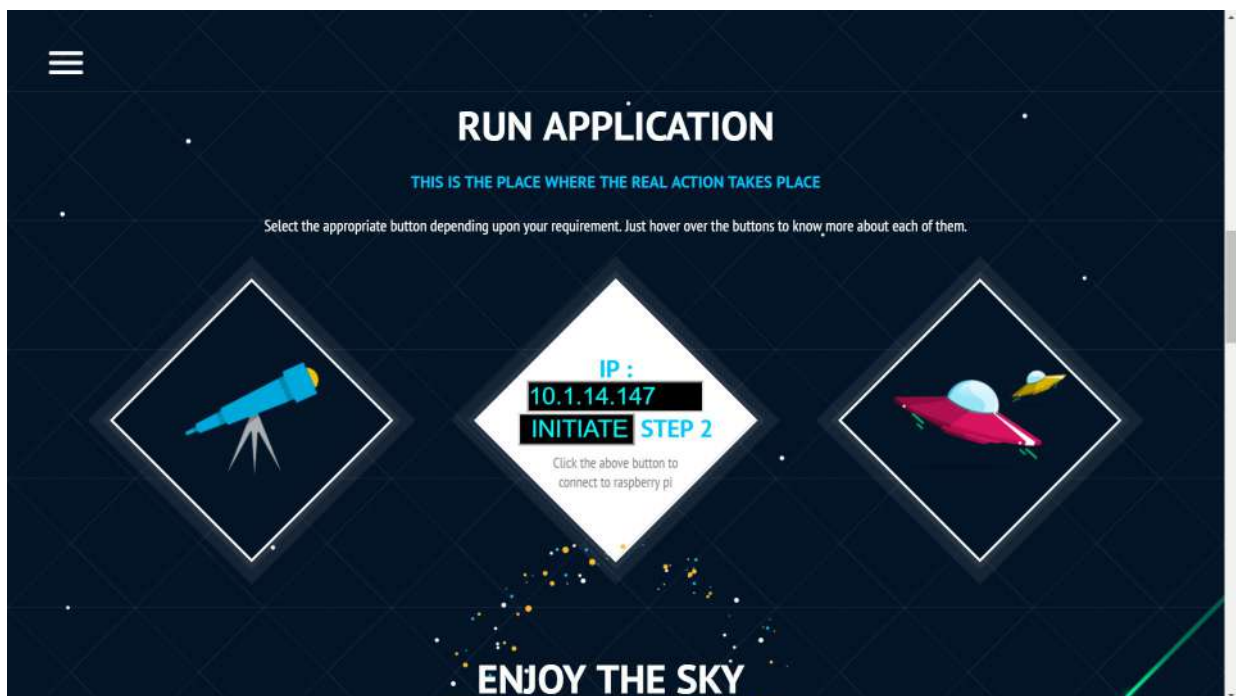 RUN APPLICATION
THIS IS THE PLACE WHERE THE REAL ACTION TAKES PLACE
Select the appropriate button depending upon your requirement. Just hover over the buttons to know more about each of them.
IP :
10.1.14.147
INITIATE STEP 2
Click the above button to
connect to raspberry pi
ENJOY THE SKY